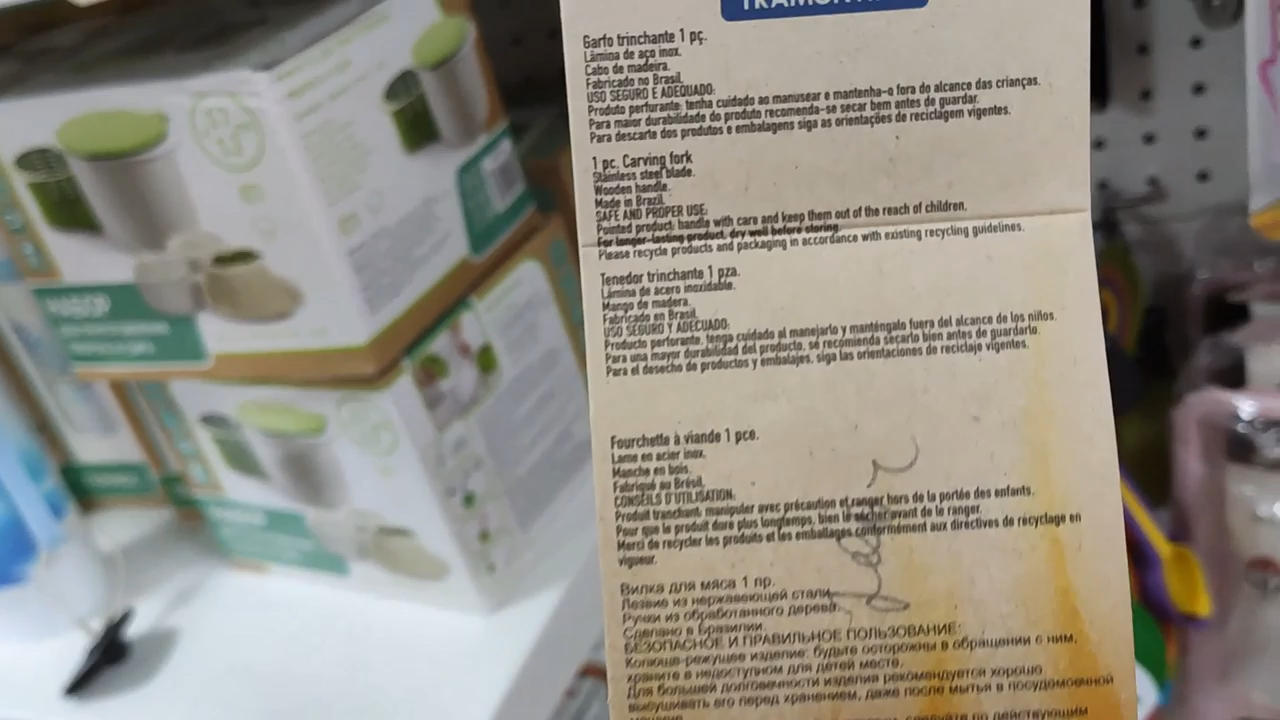 Garfo trinchante 1 pç.
Lâmina de aço inox.
Cabo de madeira.
Fabricado no Brasil.
USO SEGURO E ADEQUADO:
Produto perfurante: tenha cuidado ao manusear e mantenha-o fora do alcance das crianças.
Para maior durabilidade do produto recomenda-se secar bem antes de guardar.
Para descarte dos produtos e embalagens siga as orientações de reciclagem vigentes.
1 pc. Carving fork
Stainless steel blade.
Wooden handle.
Made in Brazil.
SAFE AND PROPER USE:
Pointed product: handle with care and keep them out of the reach of children.
For longer-lasting product, dry well before storing.
Please recycle products and packaging in accordance with existing recycling guidelines.
Tenedor trinchante 1 pza.
Lámina de acero inoxidable.
Mango de madera.
Fabricado en Brasil.
USO SEGURO Y ADECUADO:
Producto perforante, tenga cuidado al manejarlo y manténgalo fuera del alcance de los niños.
Para una mayor durabilidad del producto, se recomienda secarlo bien antes de guardarlo.
Para el desecho de productos y embalajes, siga las orientaciones de reciclaje vigentes.
Fourchette à viande 1 pce.
Lame en acier inox.
Manche en bois.
Fabriqué au Brésil.
CONSEILS D'UTILISATION:
Produit tranchant: manipuler avec précaution et ranger hors de la portée des enfants.
Pour que le produit dure plus longtemps, bien le sécher avant de le ranger.
Merci de recycler les produits et les emballages conformément aux directives de recyclage en
vigueur.
Вилка для мяса 1 пр.
Лезвие из нержавеющей стали.
Ручки из обработанного дерева.
Сделано в Бразилии.
БЕЗОПАСНОЕ И ПРАВИЛЬНОЕ ПОЛЬЗОВАНИЕ:
Колюще-режущее изделие: будьте осторожны в обращении с ним,
храните в недоступном для детей месте.
Для большей долговечности изделия рекомендуется хорошо
высушивать его перед хранением, даже после мытья в посудомоечной
НАБОР